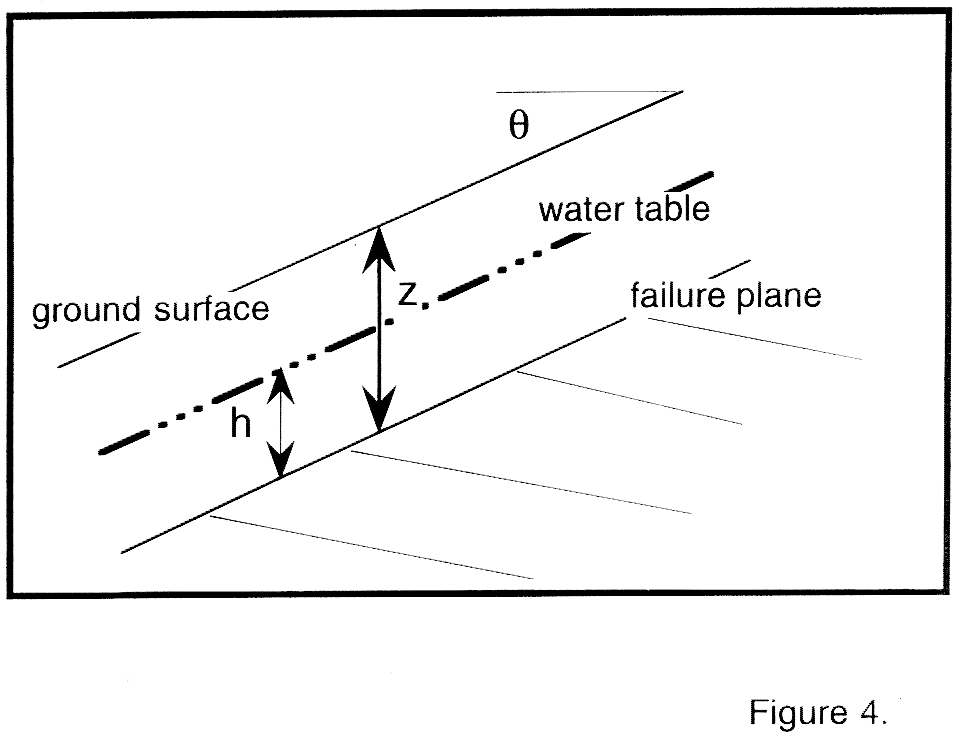 θ
water table
z
ground surface
failure plane
h
Figure 4.